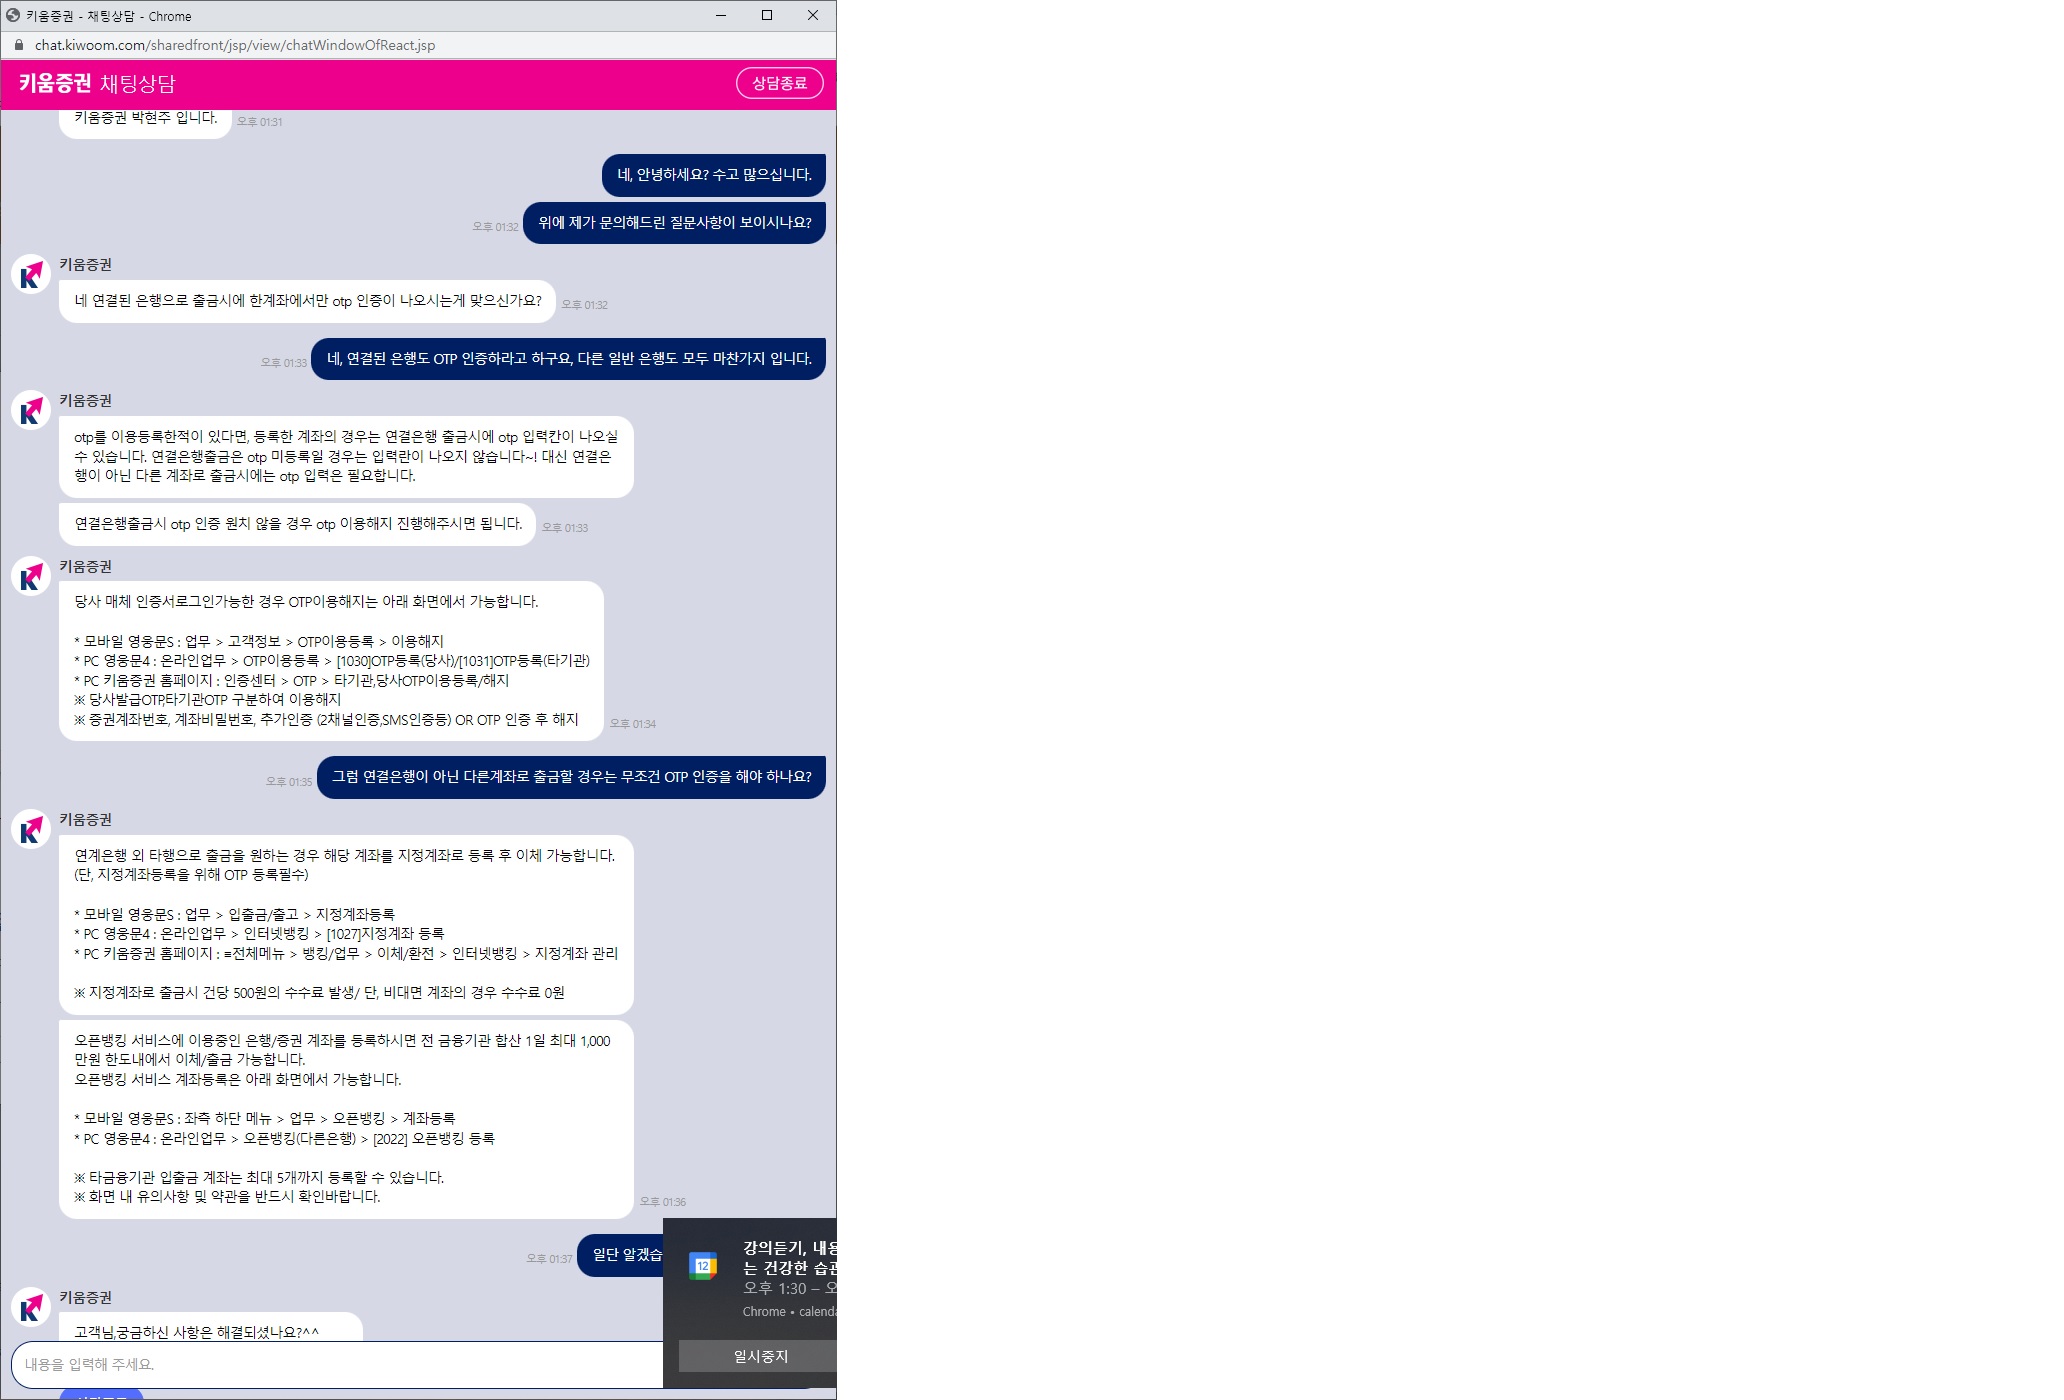 키움증권 - 채팅상담 - Chrome
chat.kiwoom.com/sharedfront/jsp/view/chatWindowOfReact.jsp
키움증권 채팅상담
상담종료
키움증권 박현주 입니다.
오후 01:31
네, 안녕하세요? 수고 많으십니다.
위에 제가 문의해드린 질문사항이 보이시나요?
오후 01:32
키움증권
네 연결된 은행으로 출금시에 한계좌에서만 otp 인증이 나오시는게 맞으신가요?
오후 01:32
네, 연결된 은행도 OTP 인증하라고 하구요, 다른 일반 은행도 모두 마찬가지 입니다.
오후 01:33
키움증권
otp를 이용등록한적이 있다면, 등록한 계좌의 경우는 연결은행 출금시에 otp 입력칸이 나오실
수 있습니다. 연결은행출금은 otp 미등록일 경우는 입력란이 나오지 않습니다~! 대신 연결은
행이 아닌 다른 계좌로 출금시에는 otp 입력은 필요합니다.
연결은행출금시 otp 인증 원치 않을 경우 otp 이용해지 진행해주시면 됩니다.
오후 01:33
키움증권
당사 매체 인증서로그인가능한 경우 OTP이용해지는 아래 화면에서 가능합니다.
* 모바일 영웅문S : 업무 > 고객정보 > OTP이용등록 > 이용해지
* PC 영웅문4 : 온라인업무 > OTP이용등록 > [1030]OTP등록(당사)/[1031]OTP등록(타기관)
* PC 키움증권 홈페이지 : 인증센터 > OTP > 타기관,당사OTP이용등록/해지
※ 당사발급OTP,타기관OTP 구분하여 이용해지
※ 증권계좌번호, 계좌비밀번호, 추가인증 (2채널인증,SMS인증등) OR OTP 인증 후 해지
오후 01:34
그럼 연결은행이 아닌 다른계좌로 출금할 경우는 무조건 OTP 인증을 해야 하나요?
오후 01:35
키움증권
연계은행 외 타행으로 출금을 원하는 경우 해당 계좌를 지정계좌로 등록 후 이체 가능합니다.
(단, 지정계좌등록을 위해 OTP 등록필수)
* 모바일 영웅문S : 업무 > 입출금/출고 > 지정계좌등록
* PC 영웅문4 : 온라인업무 > 인터넷뱅킹 > [1027]지정계좌 등록
* PC 키움증권 홈페이지 : ≡전체메뉴 > 뱅킹/업무 > 이체/환전 > 인터넷뱅킹 > 지정계좌 관리
※ 지정계좌로 출금시 건당 500원의 수수료 발생/ 단, 비대면 계좌의 경우 수수료 0원
오픈뱅킹 서비스에 이용중인 은행/증권 계좌를 등록하시면 전 금융기관 합산 1일 최대 1,000
만원 한도내에서 이체/출금 가능합니다.
오픈뱅킹 서비스 계좌등록은 아래 화면에서 가능합니다.
* 모바일 영웅문S : 좌측 하단 메뉴 > 업무 > 오픈뱅킹 > 계좌등록
* PC 영웅문4 : 온라인업무 > 오픈뱅킹(다른은행) > [2022] 오픈뱅킹 등록
※ 타금융기관 입출금 계좌는 최대 5개까지 등록할 수 있습니다.
※ 화면 내 유의사항 및 약관을 반드시 확인바랍니다.
오후 01:36
일단 알겠습
오후 01:37
키움증권
고객님,궁금하신 사항은 해결되셨나요?^^
내용을 입력해 주세요.
12
강의듣기, 내용
는 건강한 습관
오후 1:30 – 오
Chrome • calenda
일시중지